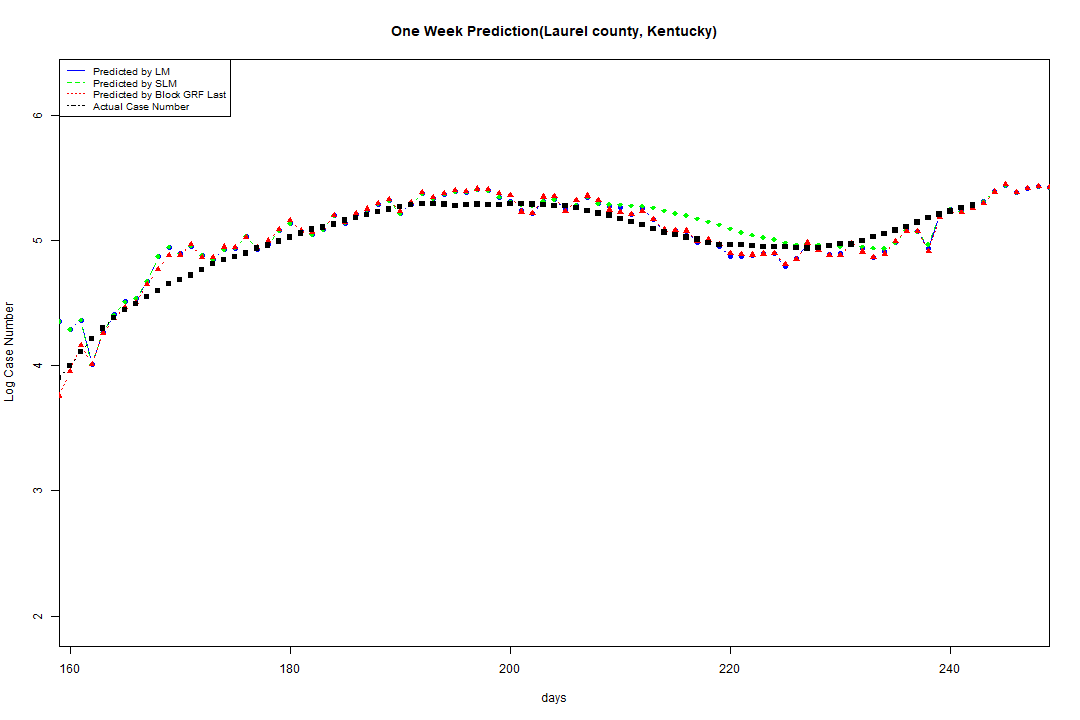 One Week Prediction(Laurel county, Kentucky)
Predicted by LM
Predicted by SLM
Predicted by Block GRF Last
Actual Case Number
6
5
4
3
2
Log Case Number
160 180 200 220 240
days